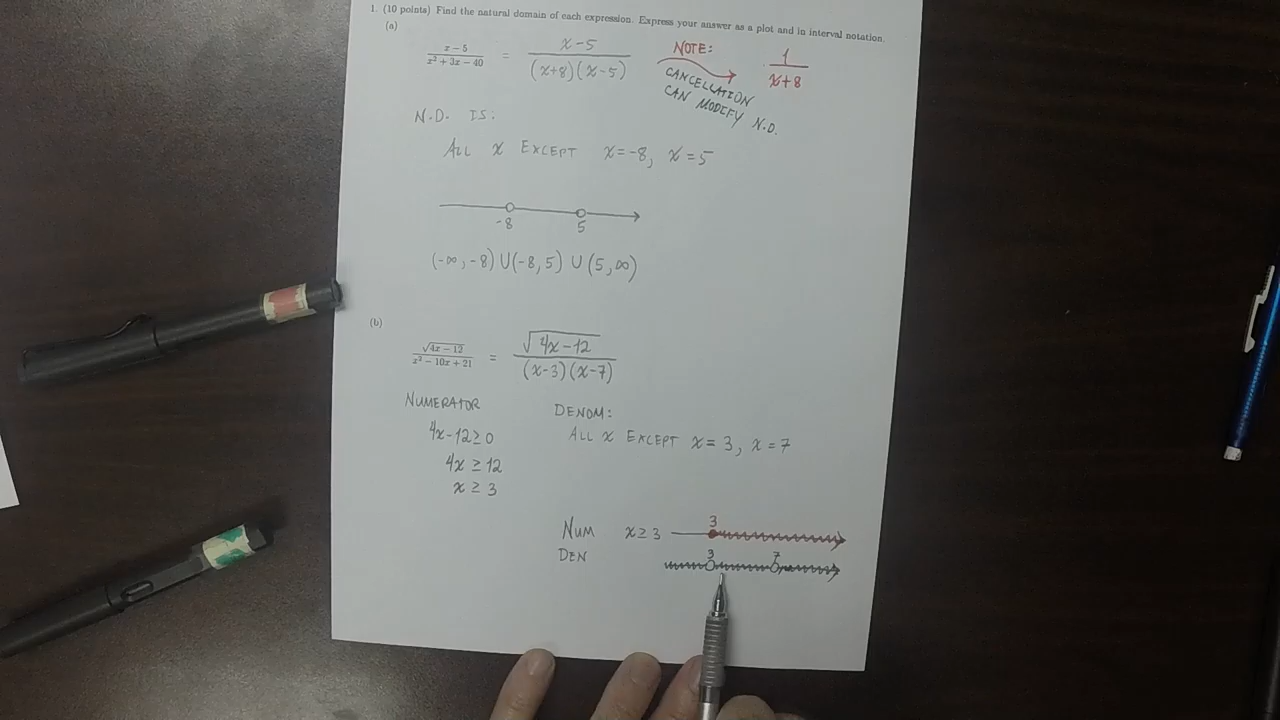 1. (10 points) Find the natural domain of each expression. Express your answer as a plot and in interval notation.
(a)
x − 5 / x² + 3x − 40 = x − 5 / (x+8)(x−5)
NOTE:
CANCELLATION
CAN MODIFY N.D.
1 / x+8
N.D. IS:
ALL x EXCEPT x=-8, x=5
-8 5
(-∞,-8) ∪ (-8,5) ∪ (5,∞)
(b)
√4x − 12 / x² − 10x + 21 = √4x−12 / (x−3)(x−7)
NUMERATOR
4x-12≥0
4x ≥ 12
x ≥ 3
DENOM:
ALL x EXCEPT x=3, x=7
NUM x≥3 3
DEN 3 7